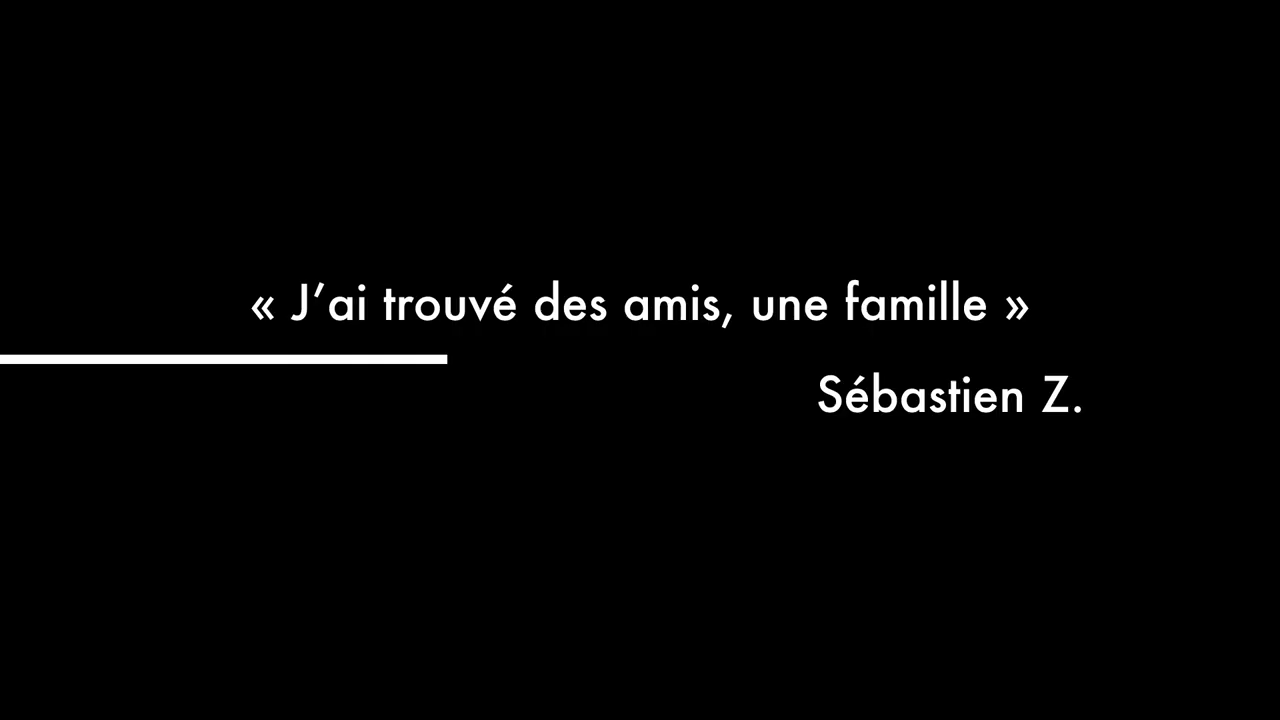 « J’ai trouvé des amis, une famille »
Sébastien Z.